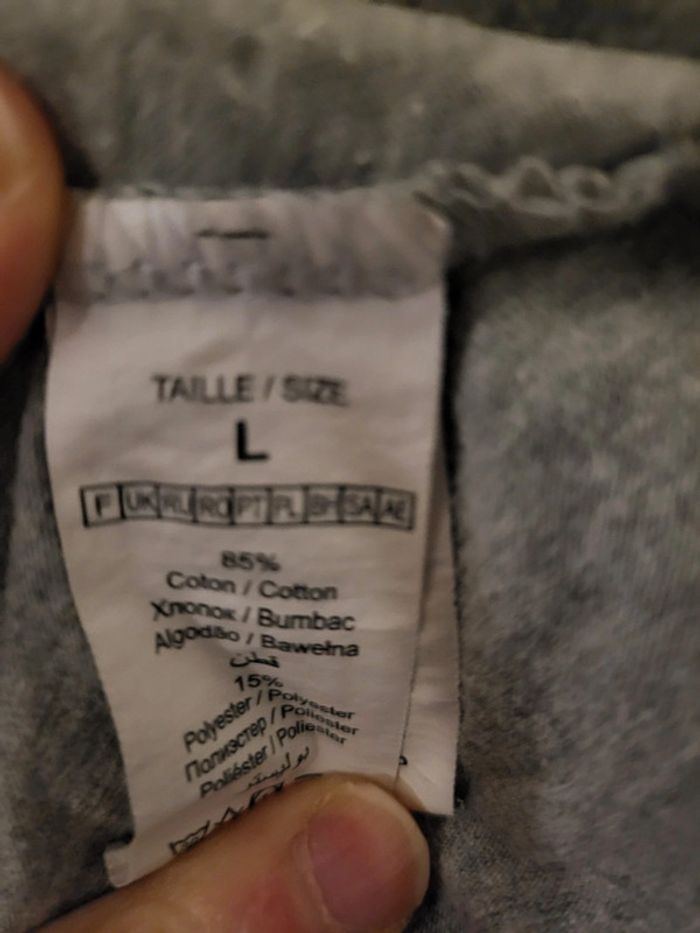 TAILLE / SIZE
L
F UK RU RO PT PL BH SA AE
85%
Coton / Cotton
Хлопок / Bumbac
Algodão / Bawełna
قطن
15%
Polyester / Polyester
Полиэстер / Poliester
Poliéster / Poliester
بوليستر